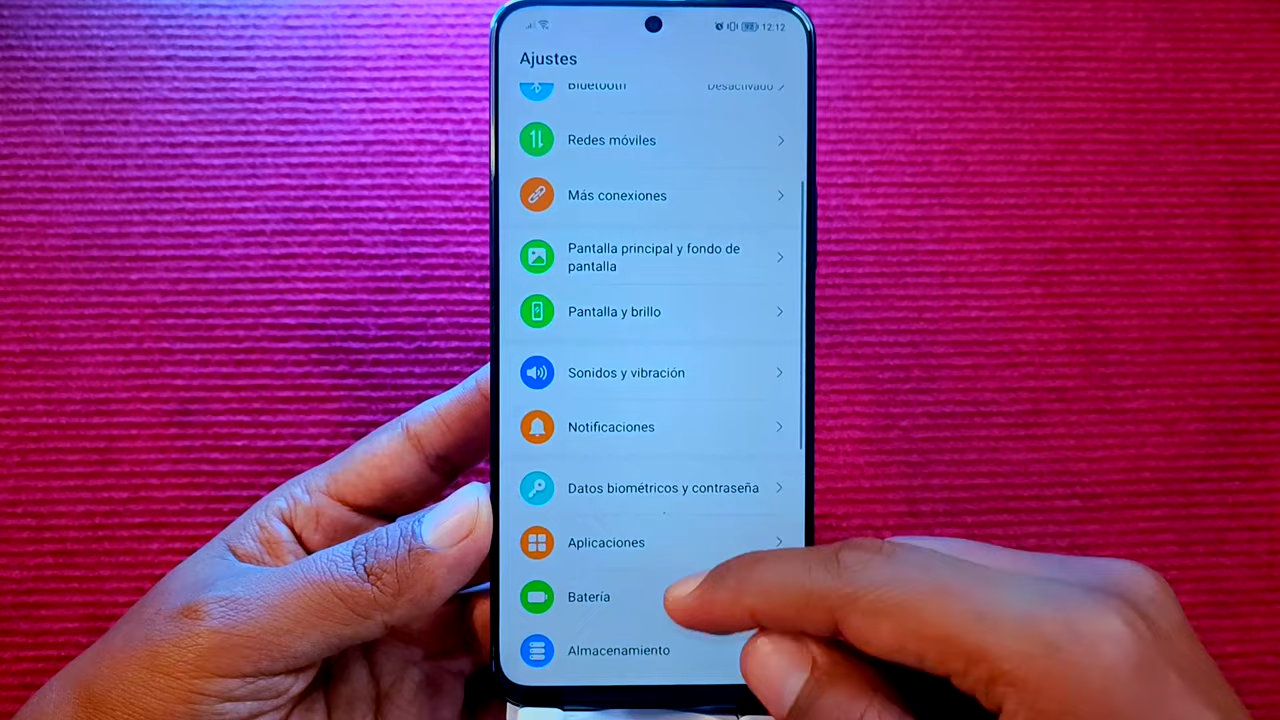 12:12
Ajustes
Bluetooth
Desactivado
Redes móviles
Más conexiones
Pantalla principal y fondo de
pantalla
Pantalla y brillo
Sonidos y vibración
Notificaciones
Datos biométricos y contraseña
Aplicaciones
Batería
Almacenamiento